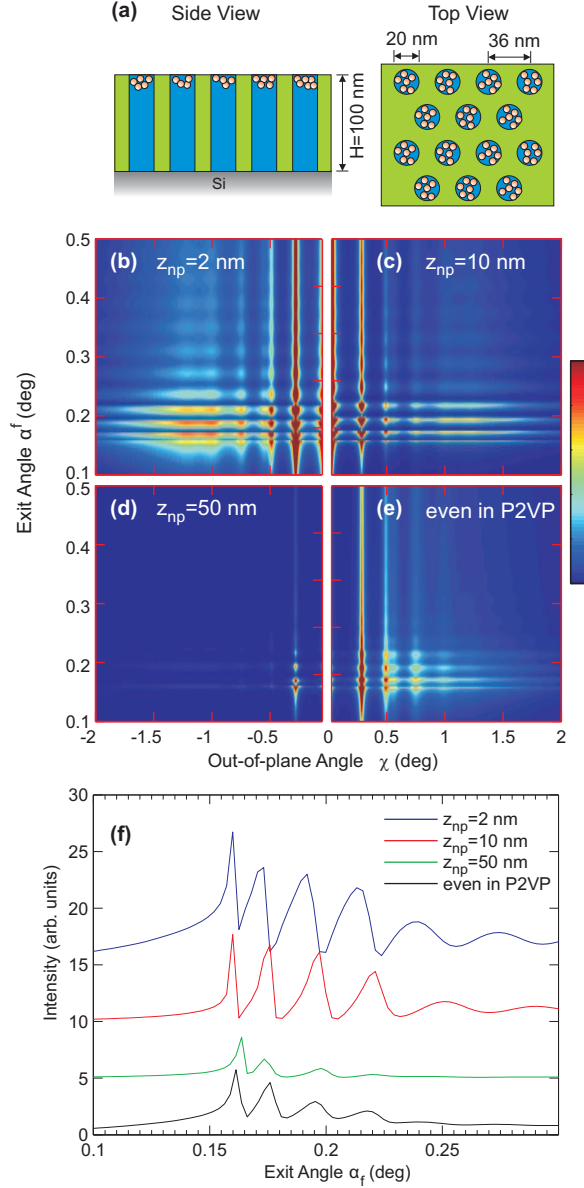 (a) Side View Top View
20 nm 36 nm
H=100 nm
Si
(b) z_np=2 nm
(c) z_np=10 nm
0.5
0.4
0.3
0.2
0.1
Exit Angle α^f (deg)
(d) z_np=50 nm
(e) even in P2VP
0.5
0.4
0.3
0.2
0.1
-2 -1.5 -1 -0.5 0 0.5 1 1.5 2
Out-of-plane Angle χ (deg)
(f)
z_np=2 nm
z_np=10 nm
z_np=50 nm
even in P2VP
30
25
20
15
10
5
0
Intensity (arb. units)
0.1 0.15 0.2 0.25
Exit Angle α_f (deg)